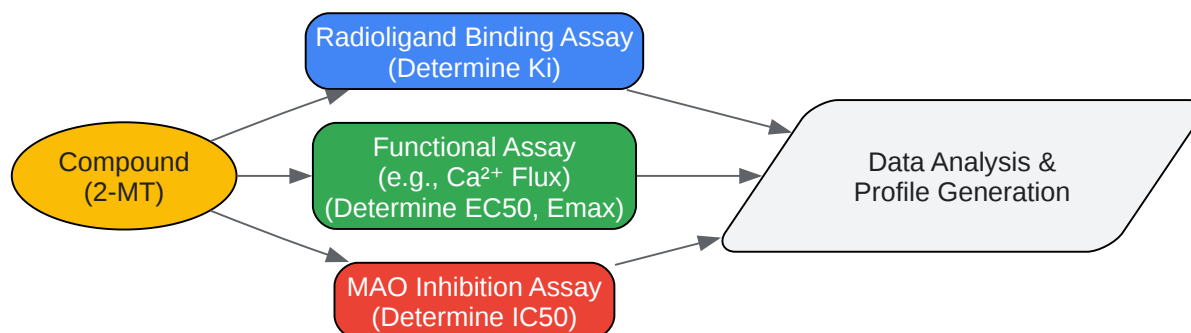 Radioligand Binding Assay
(Determine Ki)
Compound
(2-MT)
Functional Assay
(e.g., Ca²⁺ Flux)
(Determine EC50, Emax)
MAO Inhibition Assay
(Determine IC50)
Data Analysis &
Profile Generation